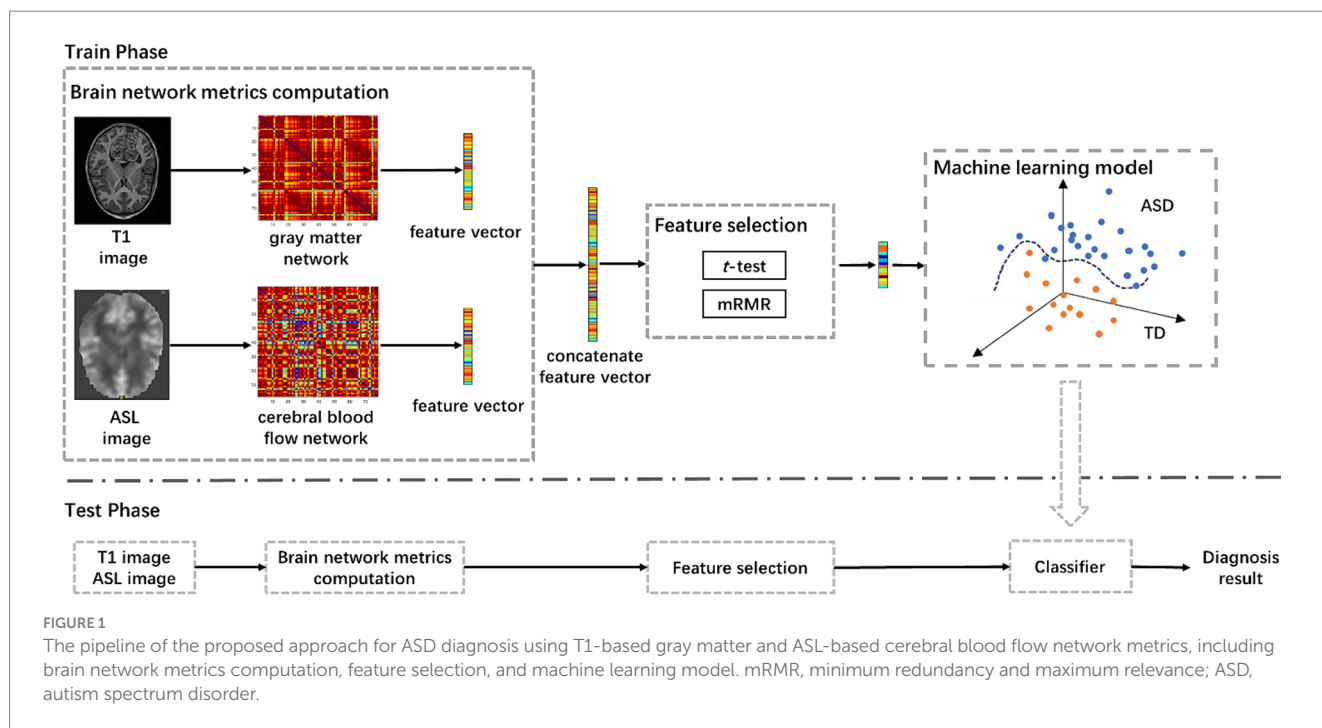 Train Phase
Brain network metrics computation
T1
image
gray matter
network
feature vector
ASL
image
cerebral blood
flow network
feature vector
concatenate
feature vector
Feature selection
t-test
mRMR
Machine learning model
ASD
TD
Test Phase
T1 image
ASL image
Brain network metrics
computation
Feature selection
Classifier
Diagnosis
result
FIGURE 1
The pipeline of the proposed approach for ASD diagnosis using T1-based gray matter and ASL-based cerebral blood flow network metrics, including
brain network metrics computation, feature selection, and machine learning model. mRMR, minimum redundancy and maximum relevance; ASD,
autism spectrum disorder.